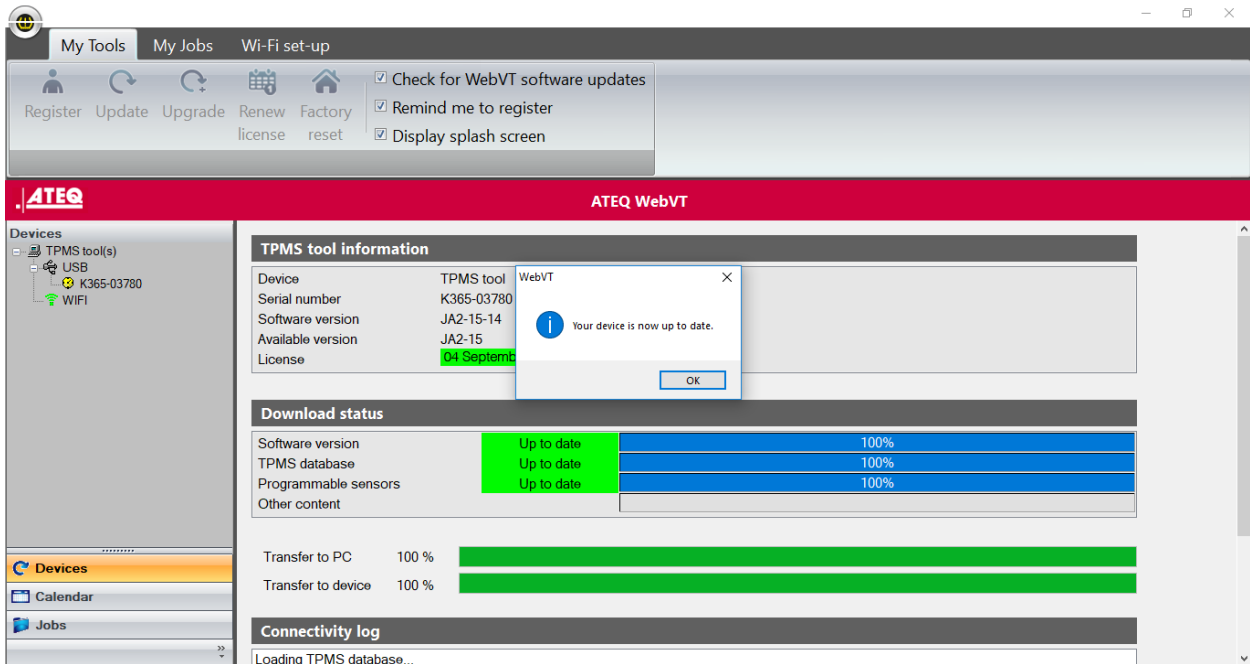 My Tools My Jobs Wi-Fi set-up
Register Update Upgrade Renew license Factory reset
Check for WebVT software updates
Remind me to register
Display splash screen
ATEQ
ATEQ WebVT
Devices
TPMS tool(s)
USB
K365-03780
WIFI
TPMS tool information
Device TPMS tool
Serial number K365-03780
Software version JA2-15-14
Available version JA2-15
License 04 Septemb
WebVT
Your device is now up to date.
OK
Download status
Software version Up to date 100%
TPMS database Up to date 100%
Programmable sensors Up to date 100%
Other content
Transfer to PC 100 %
Transfer to device 100 %
Connectivity log
Loading TPMS database...
Devices
Calendar
Jobs